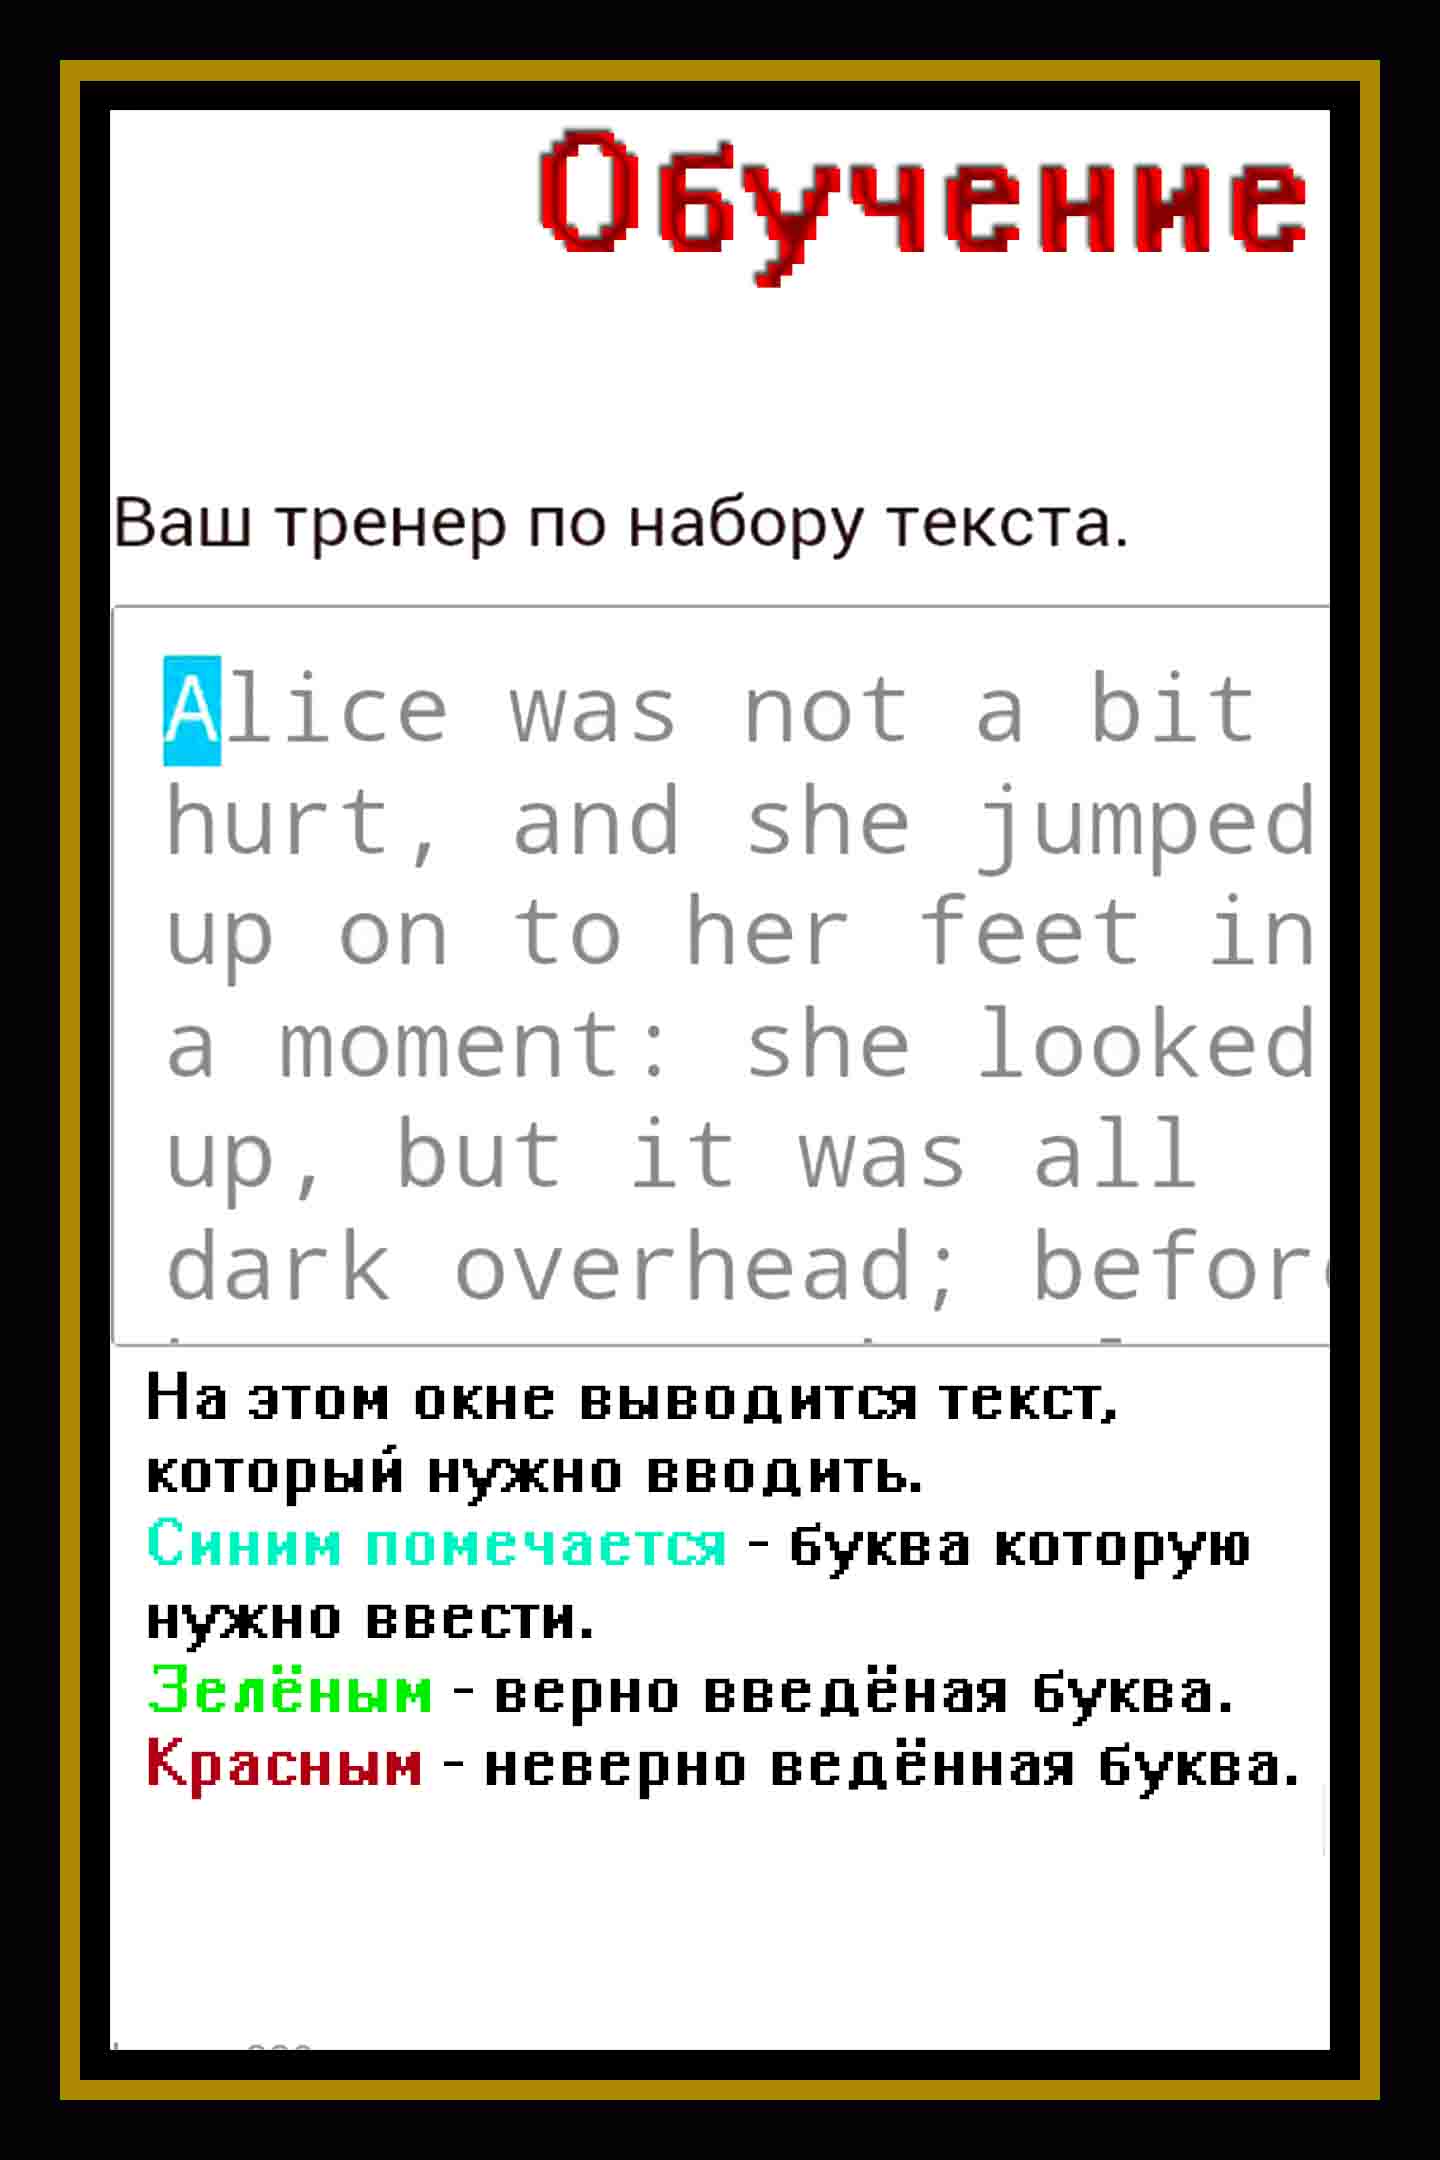 Обучение
Ваш тренер по набору текста.
Alice was not a bit
hurt, and she jumped
up on to her feet in
a moment: she looked
up, but it was all
dark overhead;
На этом окне выводится текст,
который нужно вводить.
Синим помечается - буква которую
нужно ввести.
Зелёным - верно введёная буква.
Красным - неверно ведённая буква.